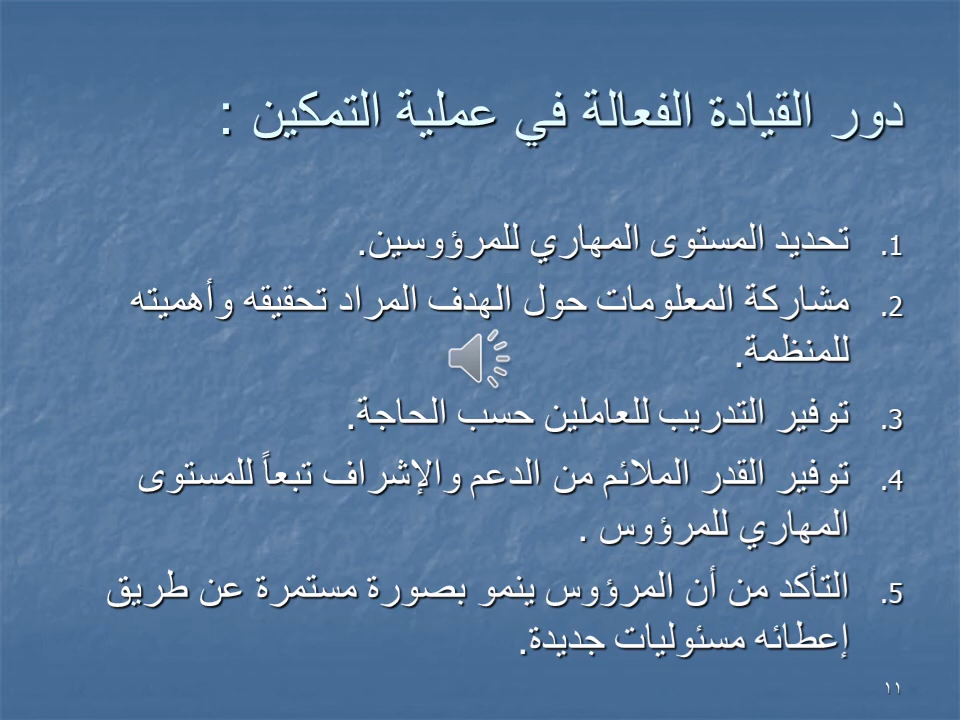 دور القيادة الفعالة في عملية التمكين :
1. تحديد المستوى المهاري للمرؤوسين.
2. مشاركة المعلومات حول الهدف المراد تحقيقه وأهميته
للمنظمة.
3. توفير التدريب للعاملين حسب الحاجة.
4. توفير القدر الملائم من الدعم والإشراف تبعاً للمستوى
المهاري للمرؤوس .
5. التأكد من أن المرؤوس ينمو بصورة مستمرة عن طريق
إعطائه مسئوليات جديدة.
١١